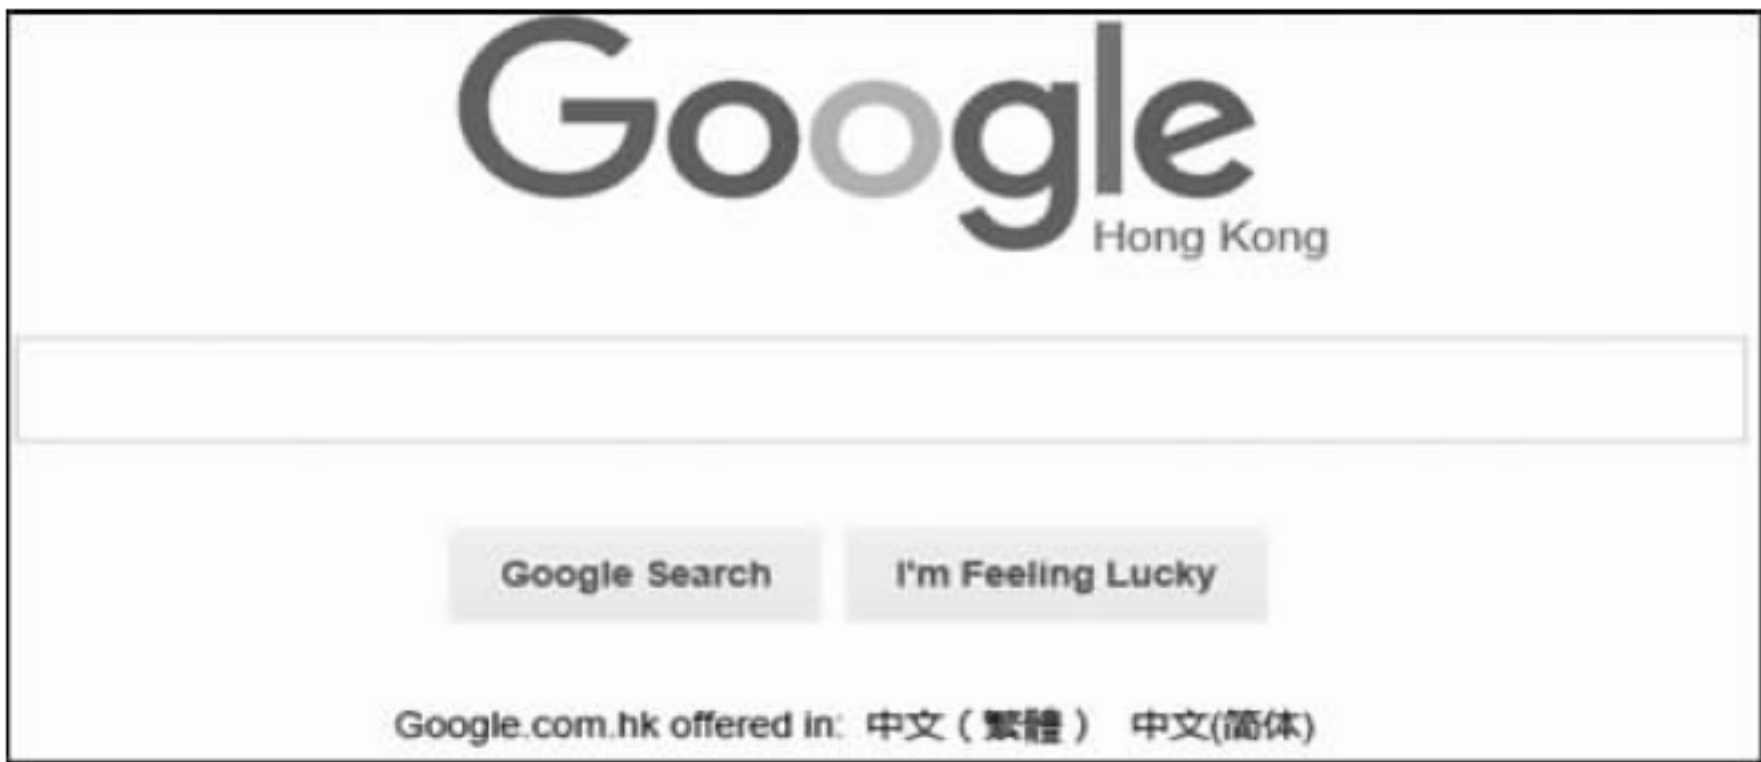 Google
Hong Kong
Google Search I'm Feeling Lucky
Google.com.hk offered in: 中文（繁體） 中文(简体)